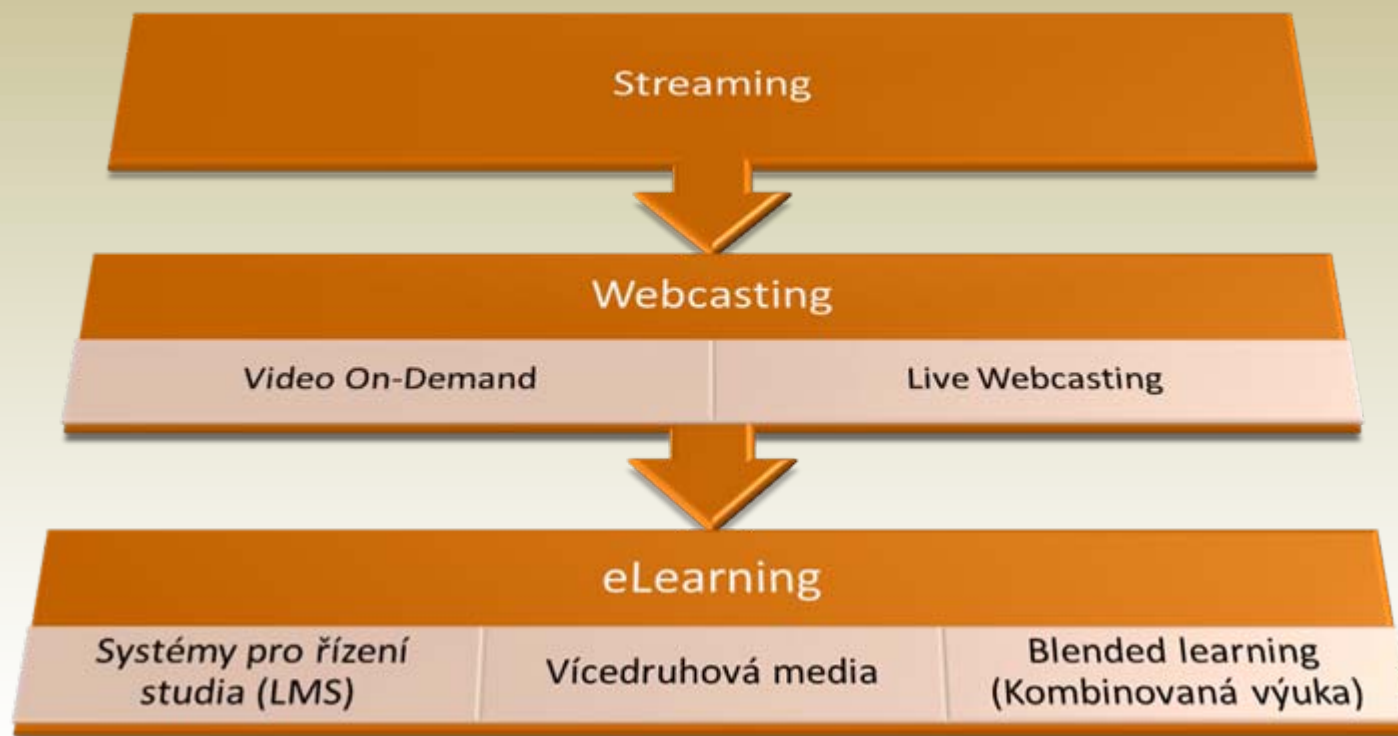 Streaming
Webcasting
Video On-Demand
Live Webcasting
eLearning
Systémy pro řízení
studia (LMS)
Vícedruhová media
Blended learning
(Kombinovaná výuka)